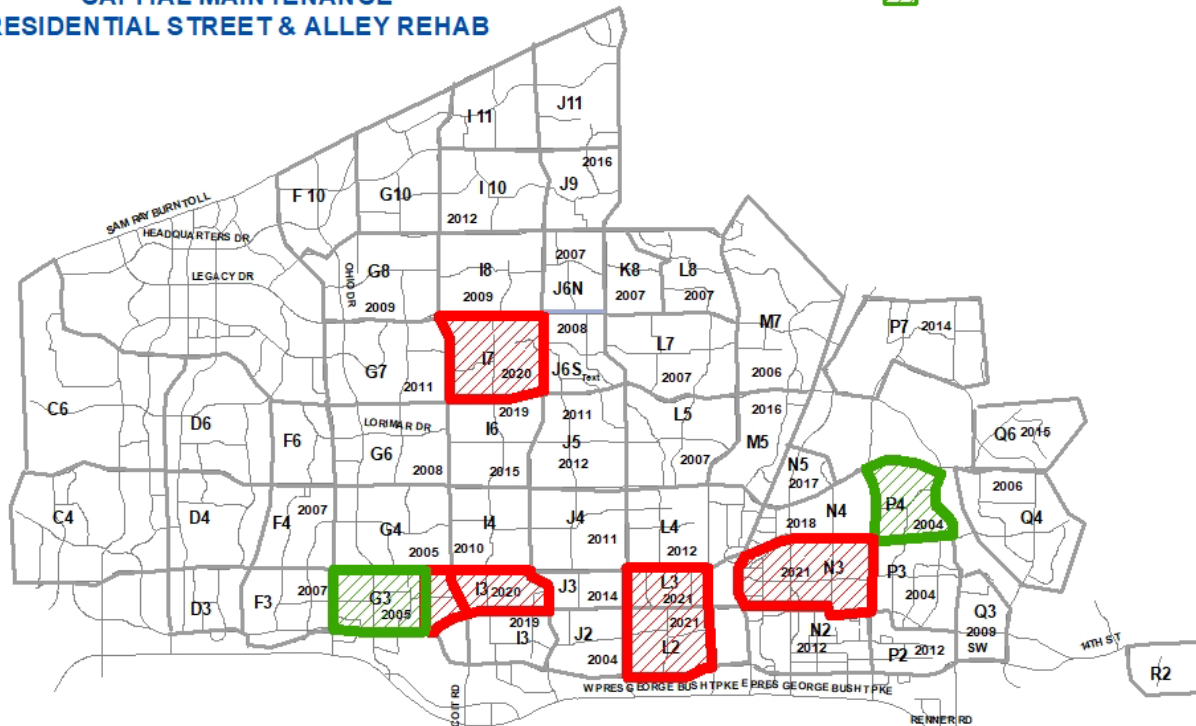 CAPTIAL MAINTENANCE
RESIDENTIAL STREET & ALLEY REHAB
I 11
J11
2016
F 10
G10
I 10
J9
2012
SAM RAYBURN TOLL
HEADQUARTERS DR
LEGACY DR
OHIO DR
G8
2009
I8
2009
2007
J6N
K8
2007
L8
2007
M7
2006
P7
2014
G7
2011
I7
2020
2008
J6S
Text
L7
2007
C6
D6
F6
LORIMAR DR
G6
2008
2019
I6
2015
2011
J5
2012
L5
2007
2016
M5
N5
2017
Q6
2015
C4
D4
F4
2007
G4
2005
I4
2010
J4
2011
L4
2012
2018
N4
P4
2004
2006
Q4
D3
F3
2007
G3
2005
I3
2020
J3
2014
L3
2021
2021
N3
P3
2004
2019
I3
J2
2004
2021
L2
N2
2012
P2
2012
Q3
2009
SW
14TH ST
R2
COIT RD
W PRES GEORGE BUSH TPKE
E PRES GEORGE BUSH TPKE
RENNER RD